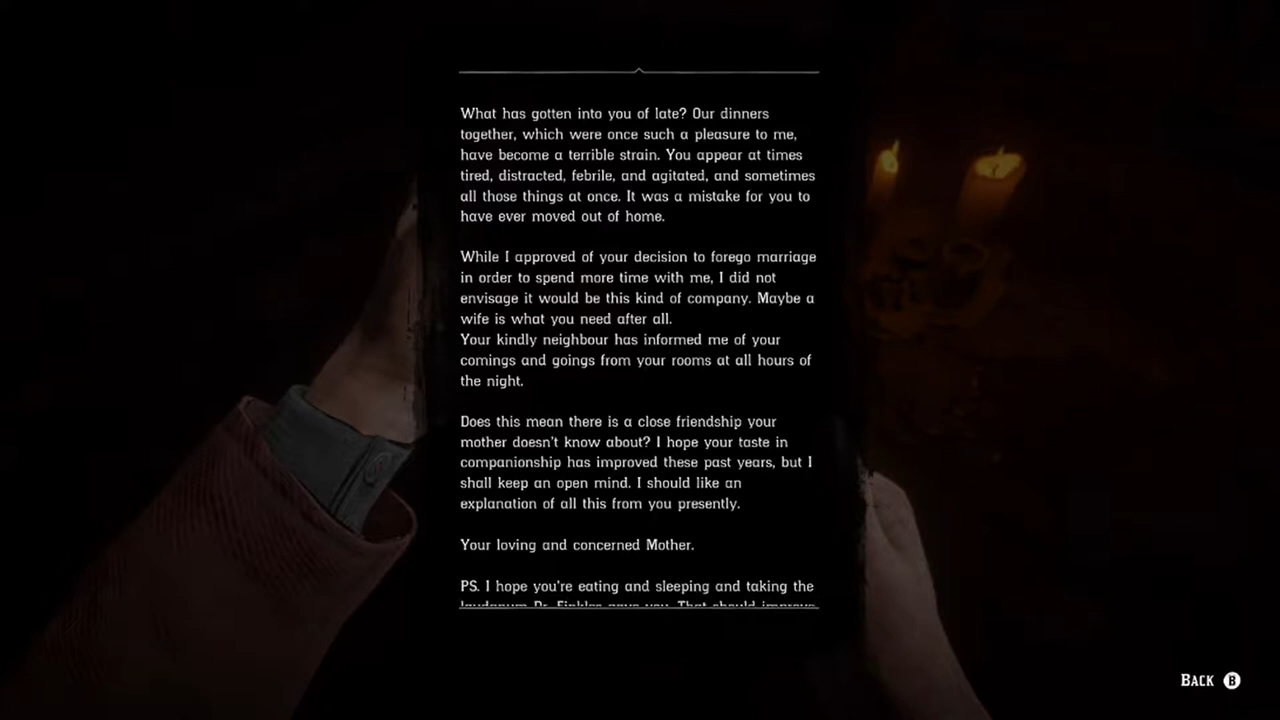 What has gotten into you of late? Our dinners
together, which were once such a pleasure to me,
have become a terrible strain. You appear at times
tired, distracted, febrile, and agitated, and sometimes
all those things at once. It was a mistake for you to
have ever moved out of home.
While I approved of your decision to forego marriage
in order to spend more time with me, I did not
envisage it would be this kind of company. Maybe a
wife is what you need after all.
Your kindly neighbour has informed me of your
comings and goings from your rooms at all hours of
the night.
Does this mean there is a close friendship your
mother doesn't know about? I hope your taste in
companionship has improved these past years, but I
shall keep an open mind. I should like an
explanation of all this from you presently.
Your loving and concerned Mother.
PS. I hope you're eating and sleeping and taking the
laudanum Dr. gave you. That should improve
BACK B